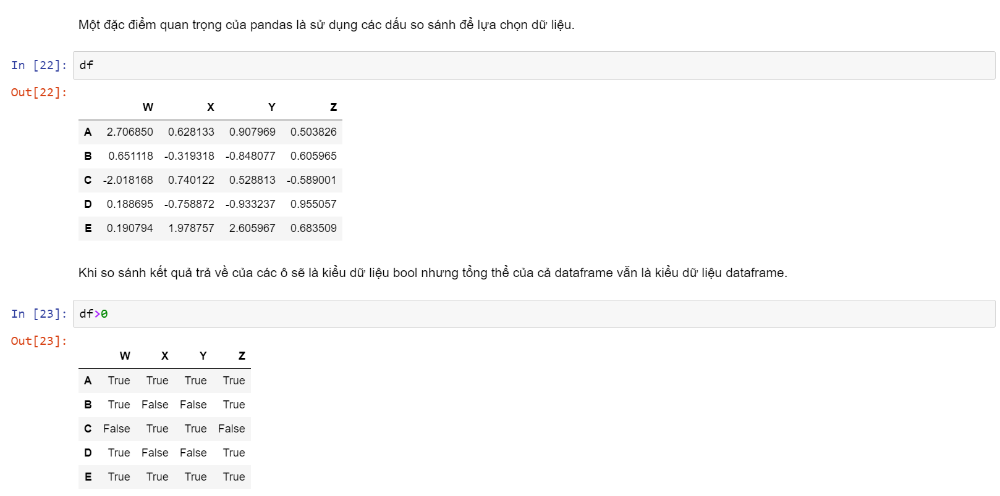 Một đặc điểm quan trọng của pandas là sử dụng các dấu so sánh để lựa chọn dữ liệu.
In [22]: df
Out[22]:
W X Y Z
A 2.706850 0.628133 0.907969 0.503826
B 0.651118 -0.319318 -0.848077 0.605965
C -2.018168 0.740122 0.528813 -0.589001
D 0.188695 -0.758872 -0.933237 0.955057
E 0.190794 1.978757 2.605967 0.683509
Khi so sánh kết quả trả về của các ô sẽ là kiểu dữ liệu bool nhưng tổng thể của cả dataframe vẫn là kiểu dữ liệu dataframe.
In [23]: df>0
Out[23]:
W X Y Z
A True True True True
B True False False True
C False True True False
D True False False True
E True True True True